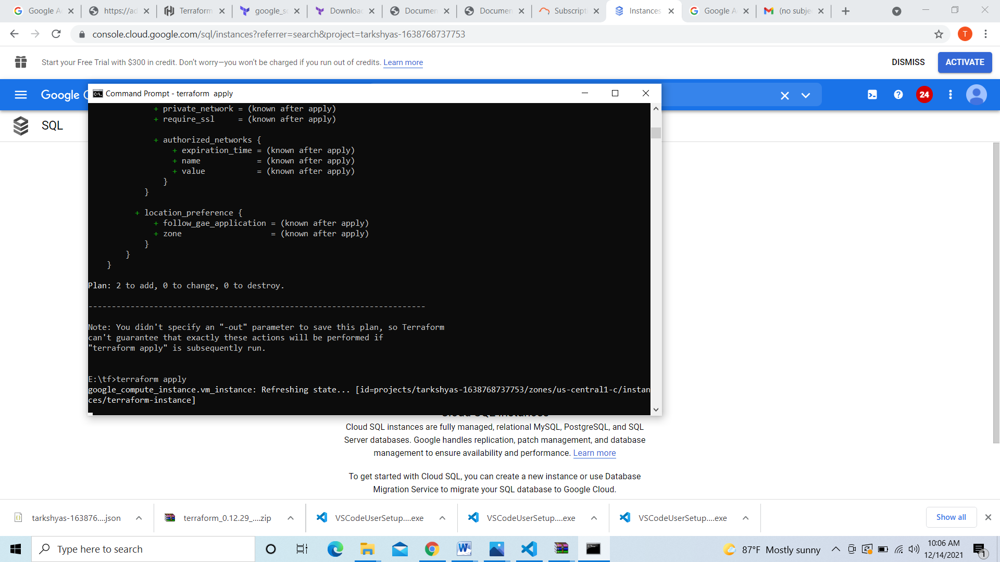 Google A
https://ad
Terraform
google_s
Downloa
Documen
Documen
Subscript
Instances
Google A
(no subje
console.cloud.google.com/sql/instances?referrer=search&project=tarkshyas-1638768737753
T
Start your Free Trial with $300 in credit. Don't worry—you won't be charged if you run out of credits. Learn more
DISMISS
ACTIVATE
Google C
24
SQL
Command Prompt - terraform  apply
+ private_network = (known after apply)
+ require_ssl     = (known after apply)
+ authorized_networks {
+ expiration_time = (known after apply)
+ name            = (known after apply)
+ value           = (known after apply)
}
}
+ location_preference {
+ follow_gae_application = (known after apply)
+ zone                   = (known after apply)
}
}
}
Plan: 2 to add, 0 to change, 0 to destroy.
------------------------------------------------------------------------
Note: You didn't specify an "-out" parameter to save this plan, so Terraform
can't guarantee that exactly these actions will be performed if
"terraform apply" is subsequently run.
E:\tf>terraform apply
google_compute_instance.vm_instance: Refreshing state... [id=projects/tarkshyas-1638768737753/zones/us-central1-c/instan
ces/terraform-instance]
Cloud SQL instances are fully managed, relational MySQL, PostgreSQL, and SQL
Server databases. Google handles replication, patch management, and database
management to ensure availability and performance. Learn more
To get started with Cloud SQL, you can create a new instance or use Database
Migration Service to migrate your SQL database to Google Cloud.
tarkshyas-163876....json
terraform_0.12.29_....zip
VSCodeUserSetup....exe
VSCodeUserSetup....exe
VSCodeUserSetup....exe
Show all
Type here to search
87°F Mostly sunny
10:06 AM
12/14/2021
1